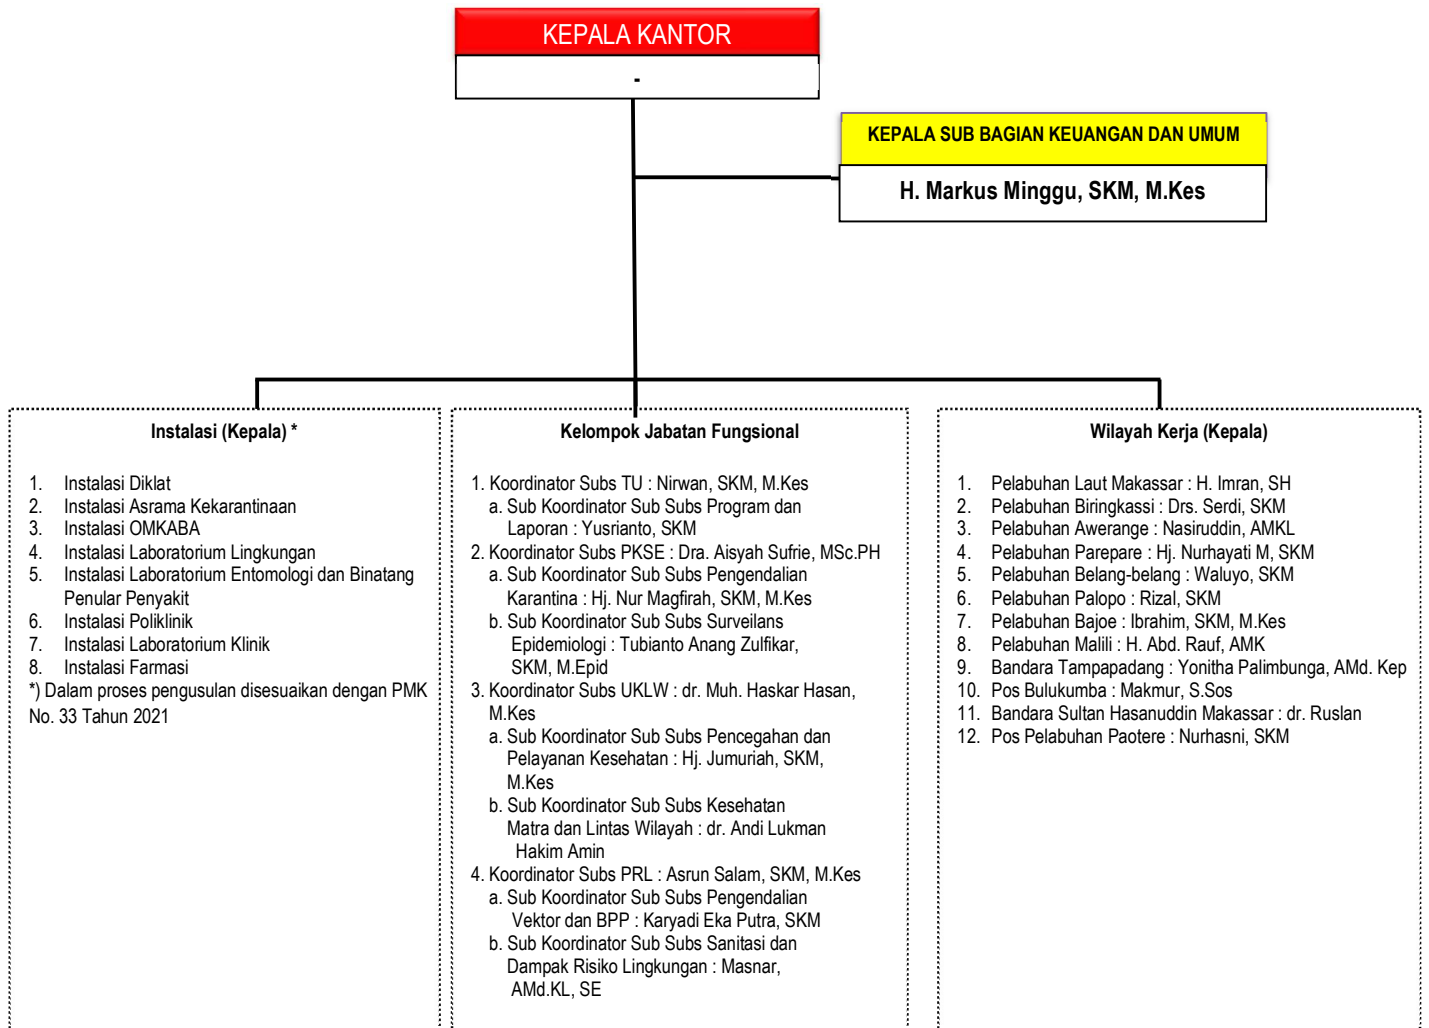 KEPALA KANTOR
-
KEPALA SUB BAGIAN KEUANGAN DAN UMUM
H. Markus Minggu, SKM, M.Kes
Instalasi (Kepala) *
1. Instalasi Diklat
2. Instalasi Asrama Kekarantinaan
3. Instalasi OMKABA
4. Instalasi Laboratorium Lingkungan
5. Instalasi Laboratorium Entomologi dan Binatang
Penular Penyakit
6. Instalasi Poliklinik
7. Instalasi Laboratorium Klinik
8. Instalasi Farmasi
*) Dalam proses pengusulan disesuaikan dengan PMK
No. 33 Tahun 2021
Kelompok Jabatan Fungsional
1. Koordinator Subs TU : Nirwan, SKM, M.Kes
a. Sub Koordinator Sub Subs Program dan
Laporan : Yusrianto, SKM
2. Koordinator Subs PKSE : Dra. Aisyah Sufrie, MSc.PH
a. Sub Koordinator Sub Subs Pengendalian
Karantina : Hj. Nur Magfirah, SKM, M.Kes
b. Sub Koordinator Sub Subs Surveilans
Epidemiologi : Tubianto Anang Zulfikar,
SKM, M.Epid
3. Koordinator Subs UKLW : dr. Muh. Haskar Hasan,
M.Kes
a. Sub Koordinator Sub Subs Pencegahan dan
Pelayanan Kesehatan : Hj. Jumuriah, SKM,
M.Kes
b. Sub Koordinator Sub Subs Kesehatan
Matra dan Lintas Wilayah : dr. Andi Lukman
Hakim Amin
4. Koordinator Subs PRL : Asrun Salam, SKM, M.Kes
a. Sub Koordinator Sub Subs Pengendalian
Vektor dan BPP : Karyadi Eka Putra, SKM
b. Sub Koordinator Sub Subs Sanitasi dan
Dampak Risiko Lingkungan : Masnar,
AMd.KL, SE
Wilayah Kerja (Kepala)
1. Pelabuhan Laut Makassar : H. Imran, SH
2. Pelabuhan Biringkassi : Drs. Serdi, SKM
3. Pelabuhan Awerange : Nasiruddin, AMKL
4. Pelabuhan Parepare : Hj. Nurhayati M, SKM
5. Pelabuhan Belang-belang : Waluyo, SKM
6. Pelabuhan Palopo : Rizal, SKM
7. Pelabuhan Bajoe : Ibrahim, SKM, M.Kes
8. Pelabuhan Malili : H. Abd. Rauf, AMK
9. Bandara Tampapadang : Yonitha Palimbunga, AMd. Kep
10. Pos Bulukumba : Makmur, S.Sos
11. Bandara Sultan Hasanuddin Makassar : dr. Ruslan
12. Pos Pelabuhan Paotere : Nurhasni, SKM